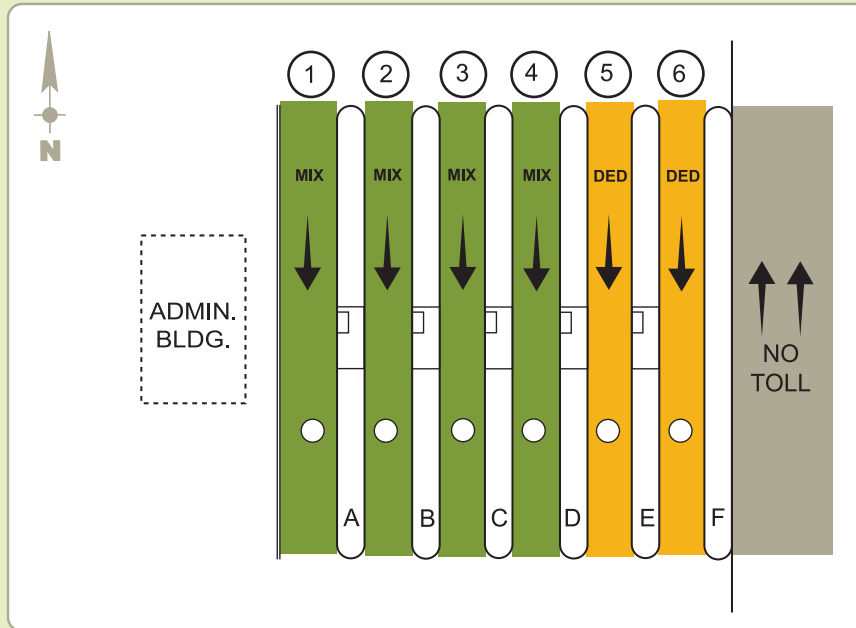 1 2 3 4 5 6
N
MIX MIX MIX MIX DED DED
ADMIN.
BLDG.
NO
TOLL
A B C D E F